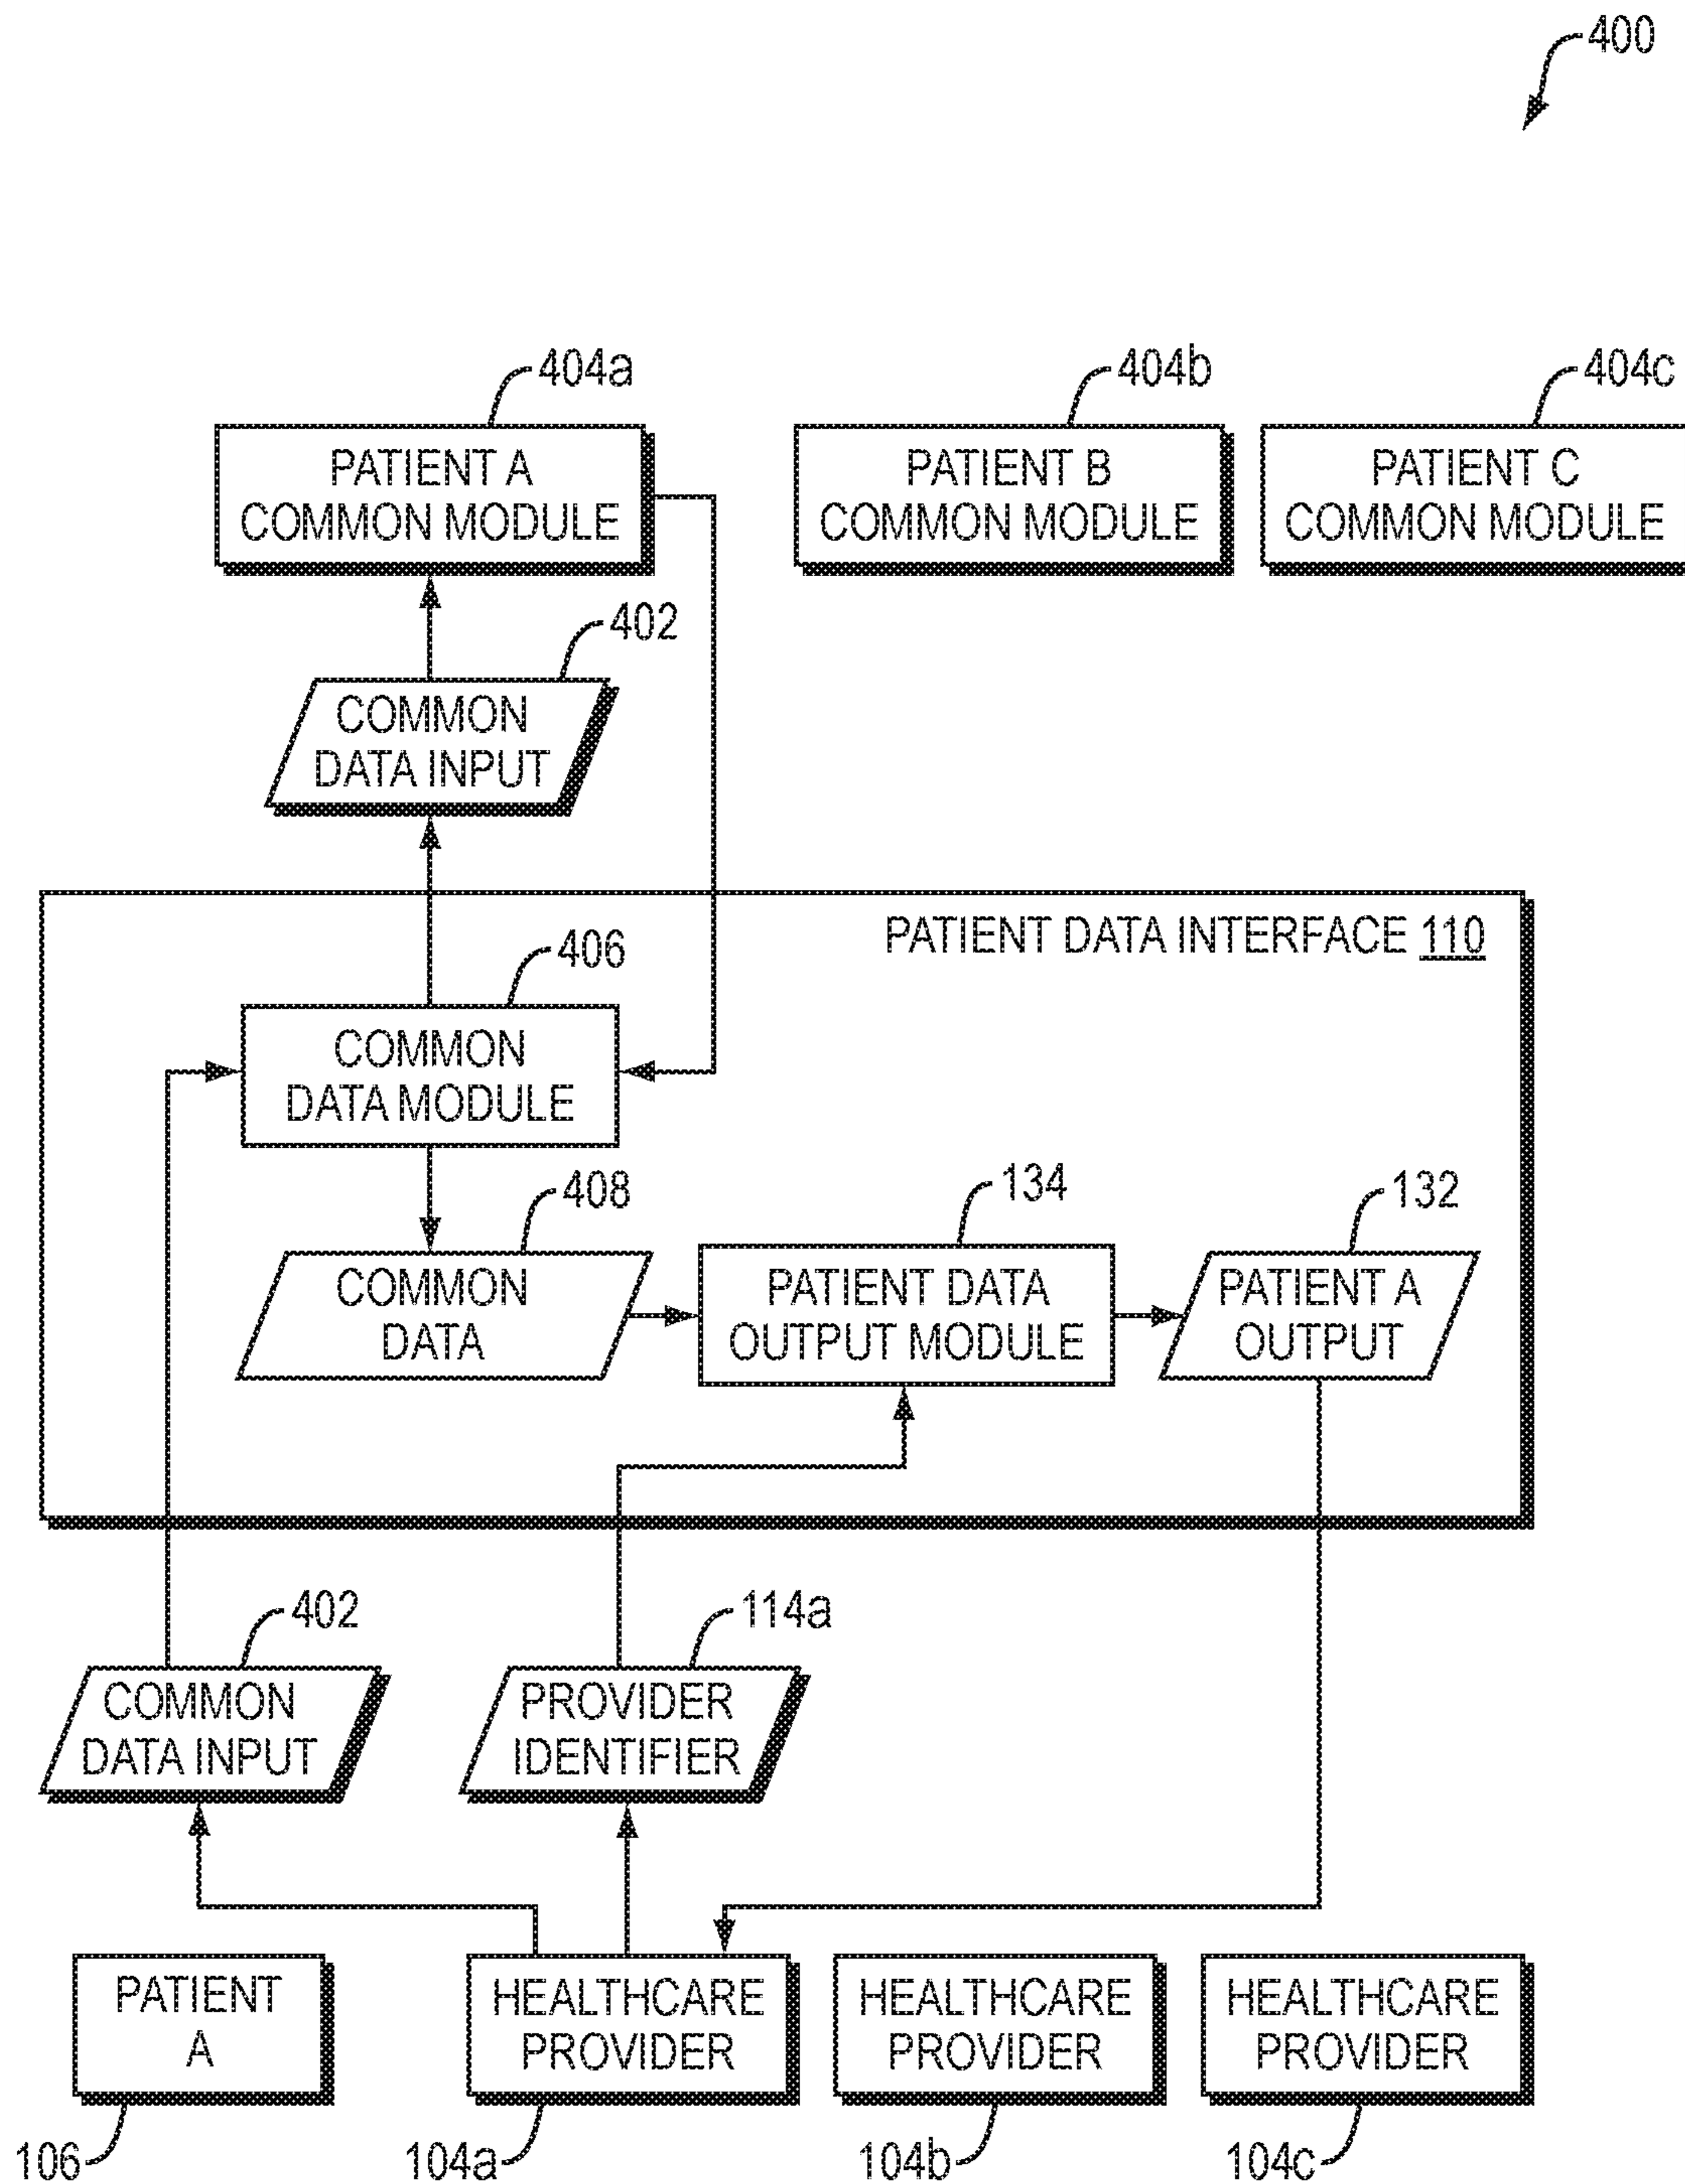 400
404a
404b
404c
PATIENT A
COMMON MODULE
PATIENT B
COMMON MODULE
PATIENT C
COMMON MODULE
402
COMMON
DATA INPUT
PATIENT DATA INTERFACE 110
406
COMMON
DATA MODULE
408
134
132
COMMON
DATA
PATIENT DATA
OUTPUT MODULE
PATIENT A
OUTPUT
402
114a
COMMON
DATA INPUT
PROVIDER
IDENTIFIER
PATIENT
A
HEALTHCARE
PROVIDER
HEALTHCARE
PROVIDER
HEALTHCARE
PROVIDER
106
104a
104b
104c